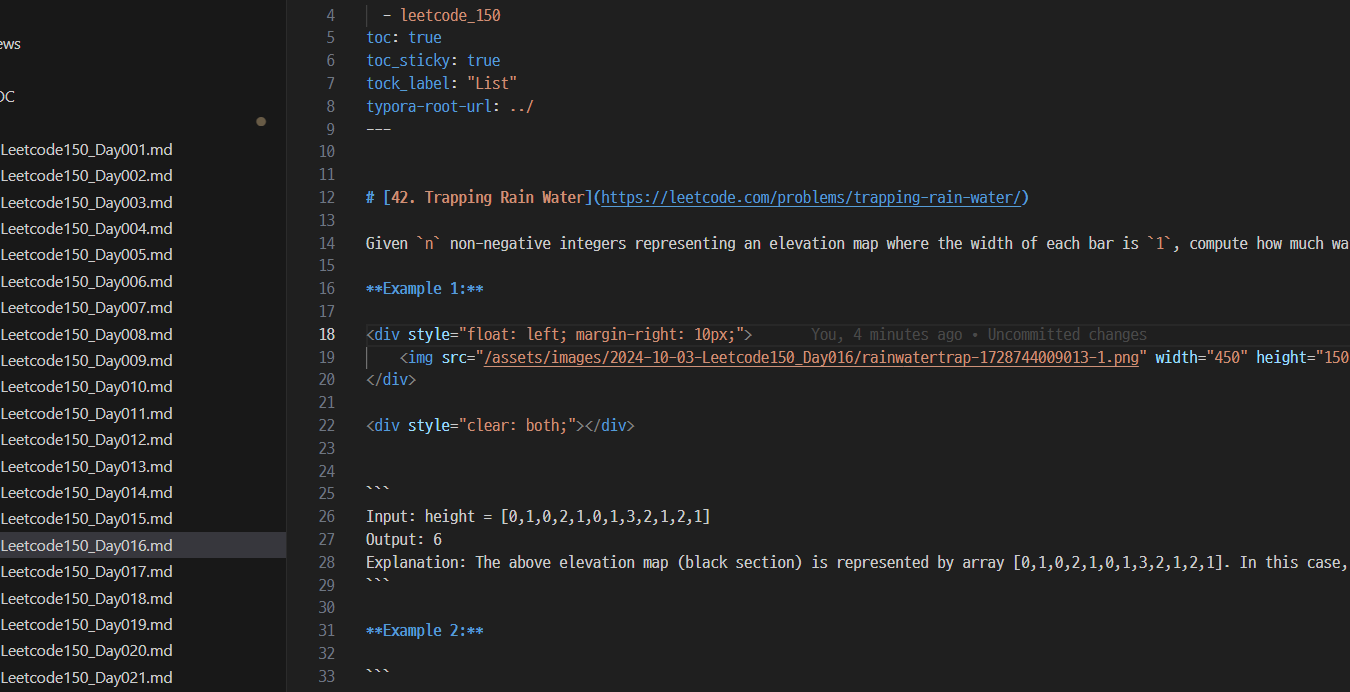 ews
OC
Leetcode150_Day001.md
Leetcode150_Day002.md
Leetcode150_Day003.md
Leetcode150_Day004.md
Leetcode150_Day005.md
Leetcode150_Day006.md
Leetcode150_Day007.md
Leetcode150_Day008.md
Leetcode150_Day009.md
Leetcode150_Day010.md
Leetcode150_Day011.md
Leetcode150_Day012.md
Leetcode150_Day013.md
Leetcode150_Day014.md
Leetcode150_Day015.md
Leetcode150_Day016.md
Leetcode150_Day017.md
Leetcode150_Day018.md
Leetcode150_Day019.md
Leetcode150_Day020.md
Leetcode150_Day021.md
4 - leetcode_150
5 toc: true
6 toc_sticky: true
7 tock_label: "List"
8 typora-root-url: ../
9 ---
10
11
12 # [42. Trapping Rain Water](https://leetcode.com/problems/trapping-rain-water/)
13
14 Given `n` non-negative integers representing an elevation map where the width of each bar is `1`, compute how much wa
15
16 **Example 1:**
17
18 <div style="float: left; margin-right: 10px;"> You, 4 minutes ago • Uncommitted changes
19 <img src="/assets/images/2024-10-03-Leetcode150_Day016/rainwatertrap-1728744009013-1.png" width="450" height="150
20 </div>
21
22 <div style="clear: both;"></div>
23
24
25 ```
26 Input: height = [0,1,0,2,1,0,1,3,2,1,2,1]
27 Output: 6
28 Explanation: The above elevation map (black section) is represented by array [0,1,0,2,1,0,1,3,2,1,2,1]. In this case,
29 ```
30
31 **Example 2:**
32
33 ```